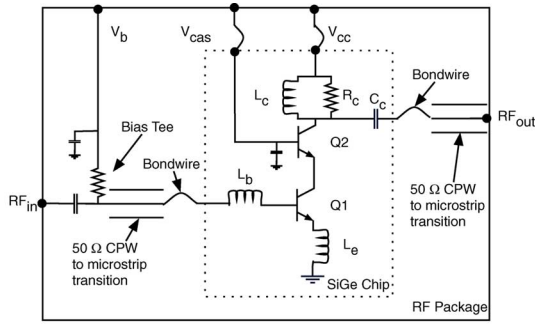 V_b
V_cas
V_cc
Bondwire
L_c
R_c
C_c
RF_out
Bias Tee
Q2
Bondwire
L_b
50 Ω CPW
to microstrip
transition
RF_in
Q1
50 Ω CPW
to microstrip
transition
L_e
SiGe Chip
RF Package